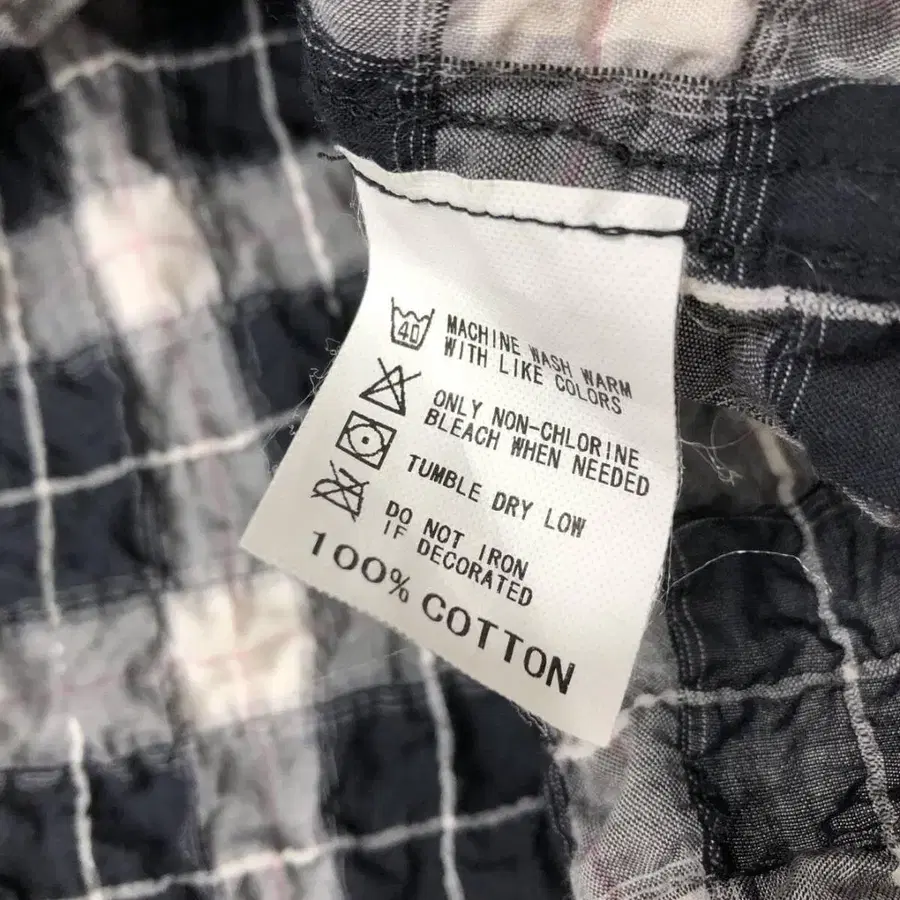 40
MACHINE WASH WARM
WITH LIKE COLORS
ONLY NON-CHLORINE
BLEACH WHEN NEEDED
TUMBLE DRY LOW
DO NOT IRON
IF DECORATED
100% COTTON